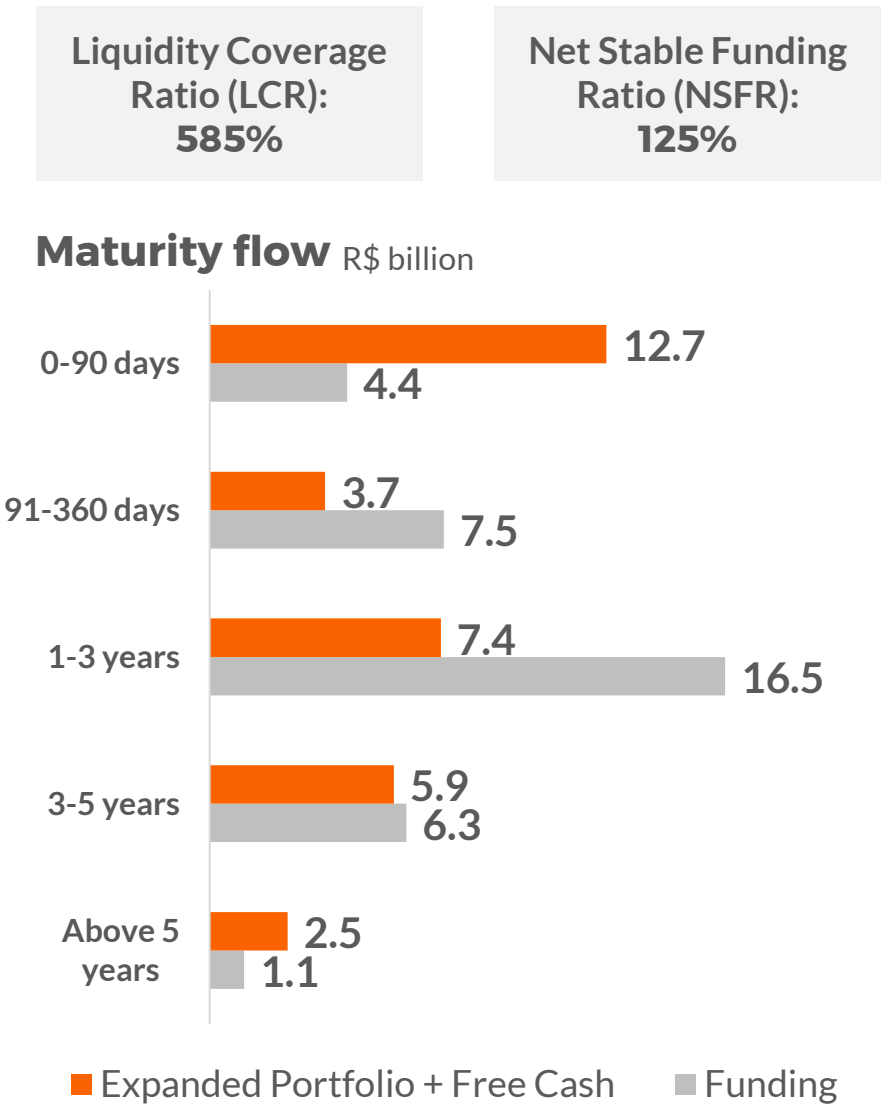 Liquidity Coverage
Ratio (LCR):
585%
Net Stable Funding
Ratio (NSFR):
125%
Maturity flow R$ billion
0-90 days
12.7
4.4
91-360 days
3.7
7.5
1-3 years
7.4
16.5
3-5 years
5.9
6.3
Above 5
years
2.5
1.1
Expanded Portfolio + Free Cash
Funding